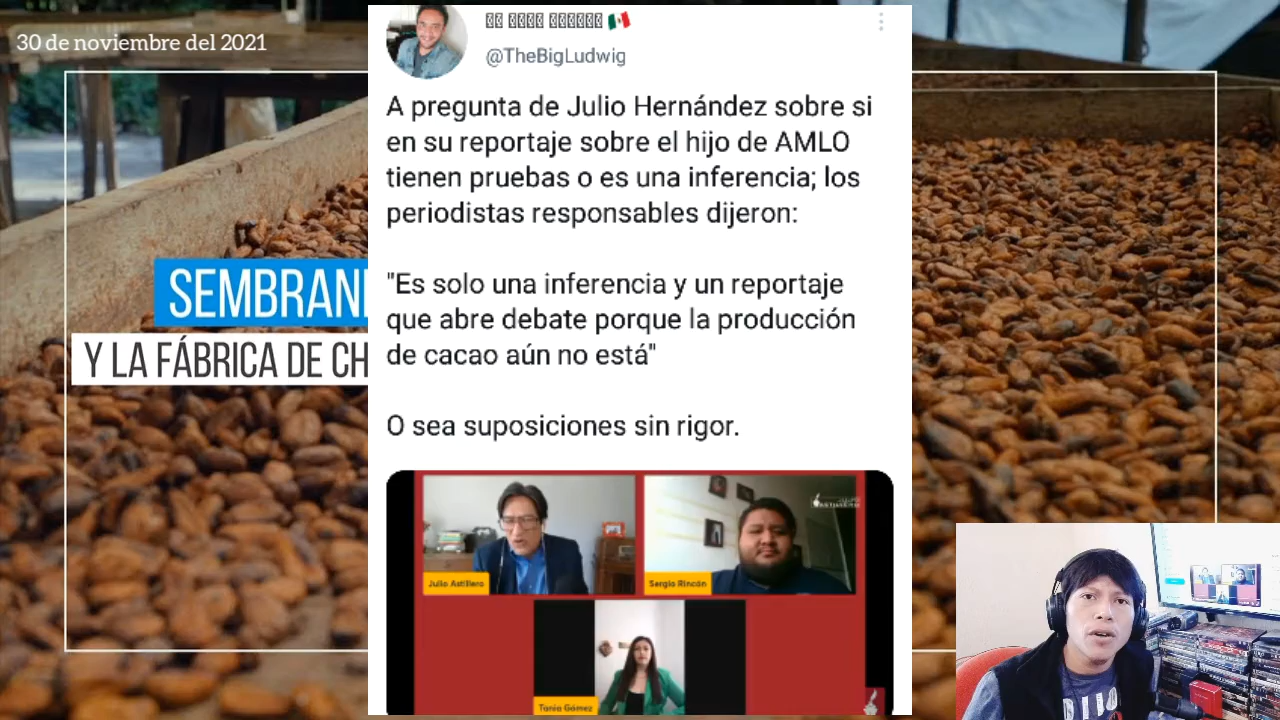 30 de noviembre del 2021
@TheBigLudwig
A pregunta de Julio Hernández sobre si
en su reportaje sobre el hijo de AMLO
tienen pruebas o es una inferencia; los
periodistas responsables dijeron:
"Es solo una inferencia y un reportaje
que abre debate porque la producción
de cacao aún no está"
O sea suposiciones sin rigor.
SEMBRAN
Y LA FÁBRICA DE CH
Julio Astillero
Sergio Rincón
Tania Gómez